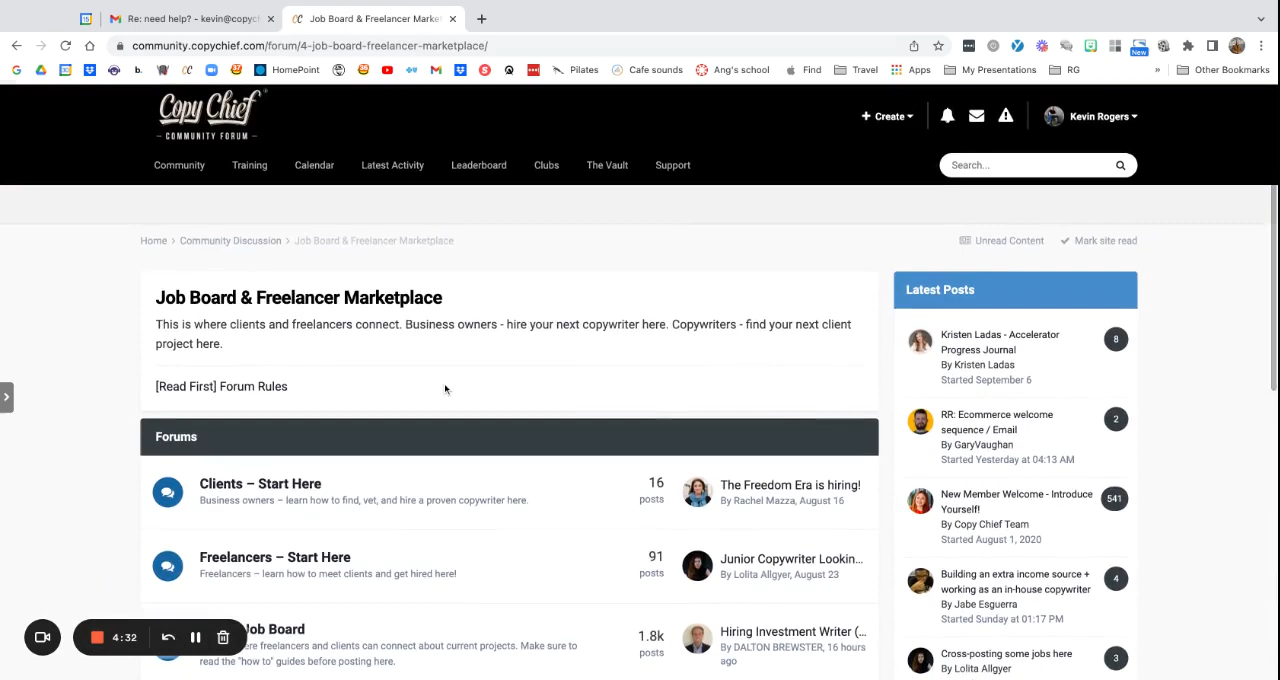 Re: need help? - kevin@copyc
Job Board & Freelancer Market
community.copychief.com/forum/4-job-board-freelancer-marketplace/
New
HomePoint
Pilates
Cafe sounds
Ang's school
Find
Travel
Apps
My Presentations
RG
»
Other Bookmarks
Copy Chief
– COMMUNITY FORUM –
+ Create
Kevin Rogers
Community
Training
Calendar
Latest Activity
Leaderboard
Clubs
The Vault
Support
Search...
Home > Community Discussion > Job Board & Freelancer Marketplace
Unread Content
Mark site read
Job Board & Freelancer Marketplace
This is where clients and freelancers connect. Business owners - hire your next copywriter here. Copywriters - find your next client
project here.
[Read First] Forum Rules
Forums
Clients – Start Here
Business owners – learn how to find, vet, and hire a proven copywriter here.
16
posts
The Freedom Era is hiring!
By Rachel Mazza, August 16
Freelancers – Start Here
Freelancers – learn how to meet clients and get hired here!
91
posts
Junior Copywriter Lookin...
By Lolita Allgyer, August 23
Job Board
ere freelancers and clients can connect about current projects. Make sure to
read the "how to" guides before posting here.
1.8k
posts
Hiring Investment Writer (...
By DALTON BREWSTER, 16 hours
ago
Latest Posts
Kristen Ladas - Accelerator
Progress Journal
By Kristen Ladas
Started September 6
8
RR: Ecommerce welcome
sequence / Email
By GaryVaughan
Started Yesterday at 04:13 AM
2
New Member Welcome - Introduce
Yourself!
By Copy Chief Team
Started August 1, 2020
541
Building an extra income source +
working as an in-house copywriter
By Jabe Esguerra
Started Sunday at 01:17 PM
4
Cross-posting some jobs here
By Lolita Allgyer
3
4:32